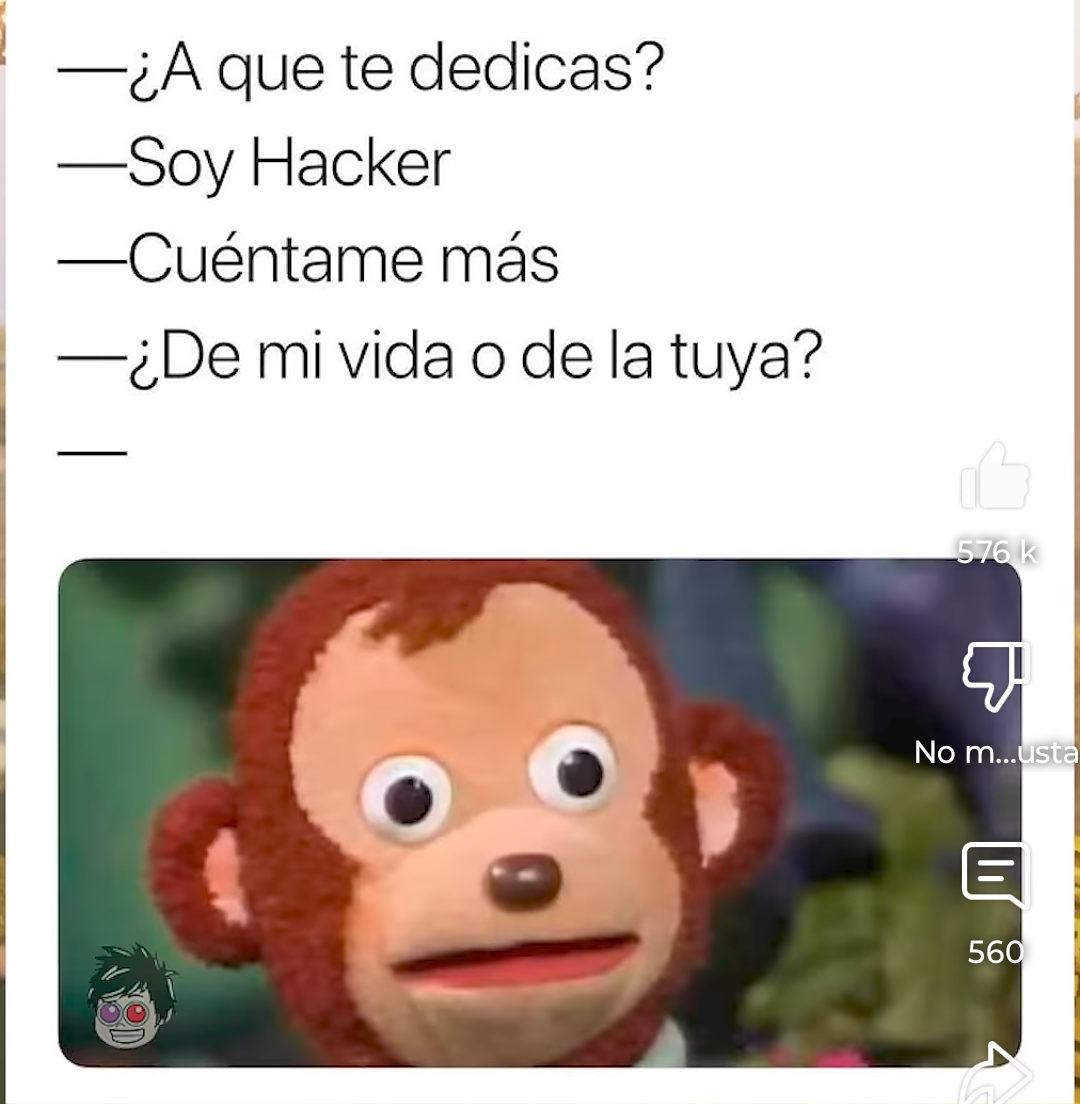 —¿A que te dedicas?
—Soy Hacker
—Cuéntame más
—¿De mi vida o de la tuya?
—
576 k
No m...usta
560